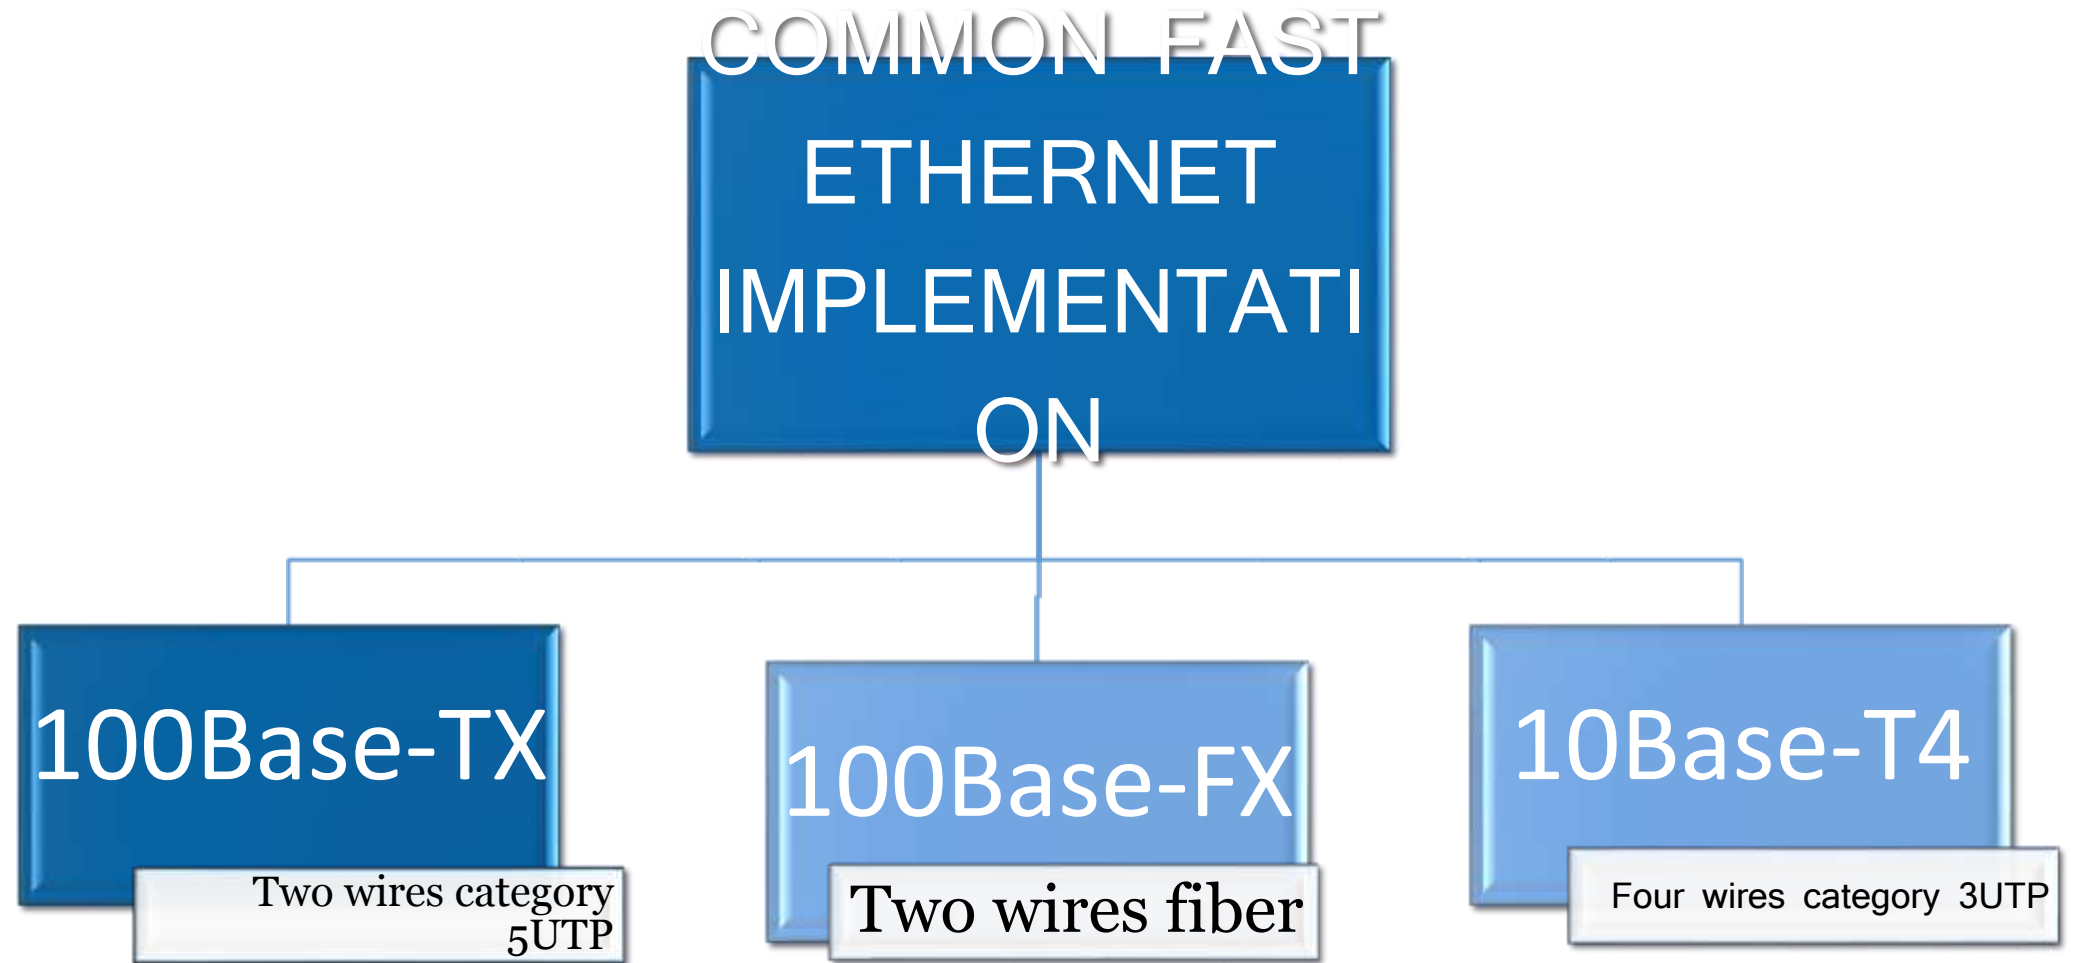 COMMON FAST
ETHERNET
IMPLEMENTATI
ON
100Base-TX
Two wires category
5UTP
100Base-FX
Two wires fiber
10Base-T4
Four wires category 3UTP